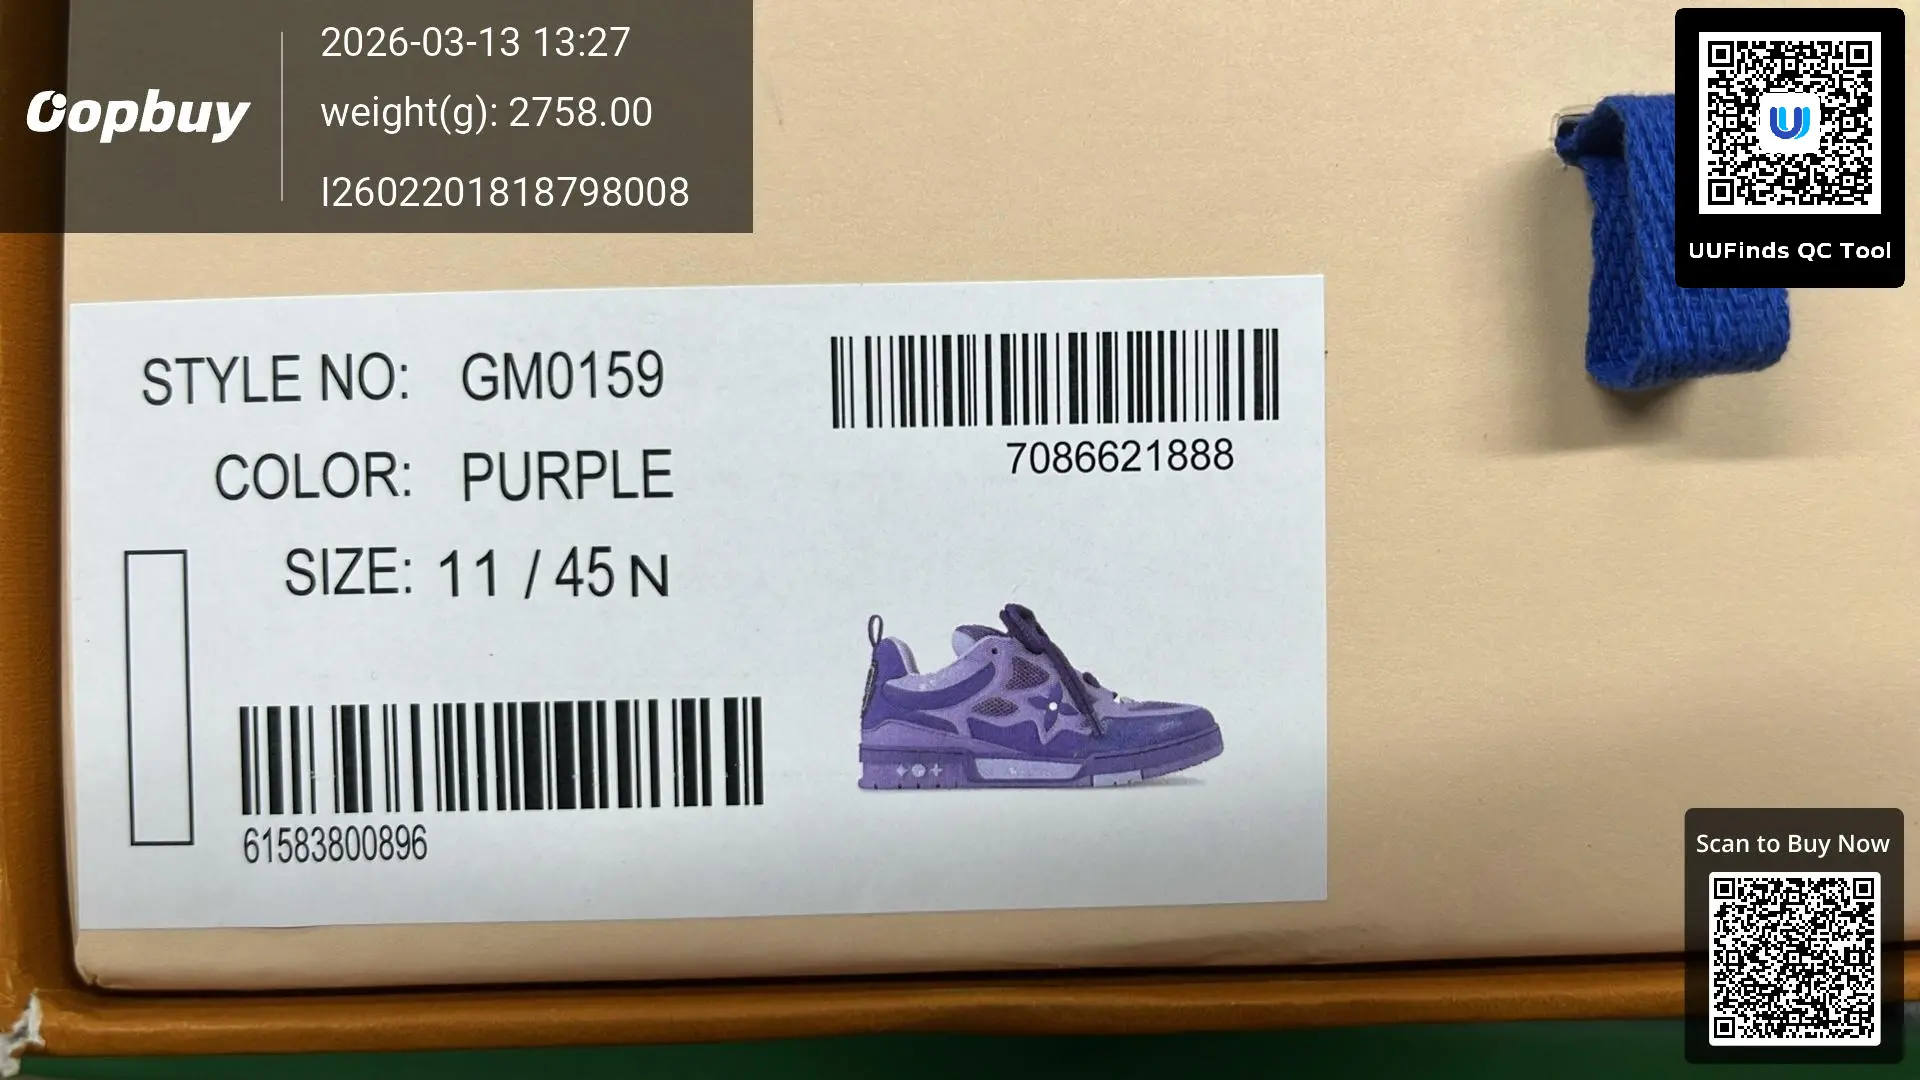 Oopbuy
2026-03-13 13:27
weight(g): 2758.00
I2602201818798008
UUFinds QC Tool
STYLE NO: GM0159
COLOR: PURPLE
SIZE: 11 / 45 N
7086621888
61583800896
Scan to Buy Now